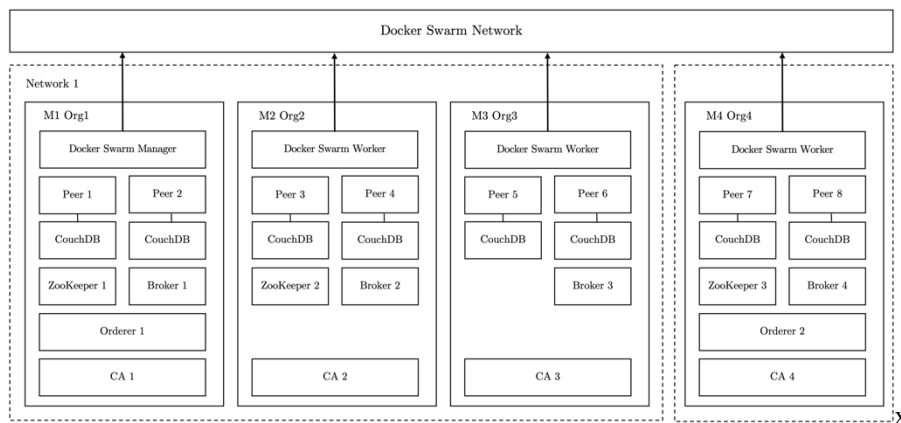 Docker Swarm Network
Network 1
M1 Org1
M2 Org2
M3 Org3
M4 Org4
Docker Swarm Manager
Docker Swarm Worker
Docker Swarm Worker
Docker Swarm Worker
Peer 1
Peer 2
Peer 3
Peer 4
Peer 5
Peer 6
Peer 7
Peer 8
CouchDB
CouchDB
CouchDB
CouchDB
CouchDB
CouchDB
CouchDB
CouchDB
ZooKeeper 1
Broker 1
ZooKeeper 2
Broker 2
Broker 3
ZooKeeper 3
Broker 4
Orderer 1
Orderer 2
CA 1
CA 2
CA 3
CA 4